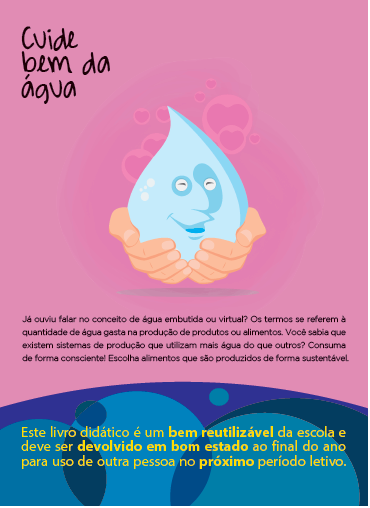 Cuide
bem da
água
Já ouviu falar no conceito de água embutida ou virtual? Os termos se referem à
quantidade de água gasta na produção de produtos ou alimentos. Você sabia que
existem sistemas de produção que utilizam mais água do que outros? Consuma
de forma consciente! Escolha alimentos que são produzidos de forma sustentável.
Este livro didático é um bem reutilizável da escola e
deve ser devolvido em bom estado ao final do ano
para uso de outra pessoa no próximo período letivo.